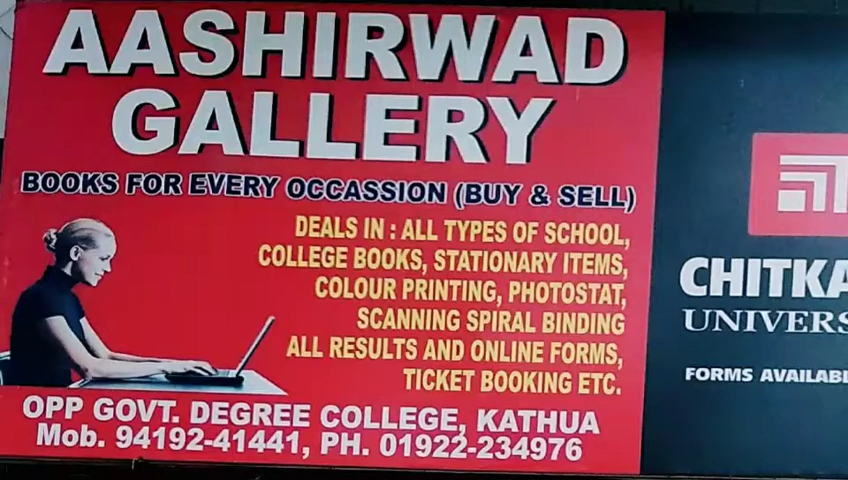 AASHIRWAD
GALLERY
BOOKS FOR EVERY OCCASSION (BUY & SELL)
DEALS IN : ALL TYPES OF SCHOOL,
COLLEGE BOOKS, STATIONARY ITEMS,
COLOUR PRINTING, PHOTOSTAT,
SCANNING SPIRAL BINDING
ALL RESULTS AND ONLINE FORMS,
TICKET BOOKING ETC.
OPP GOVT. DEGREE COLLEGE, KATHUA
Mob. 94192-41441, PH. 01922-234976
FORMS